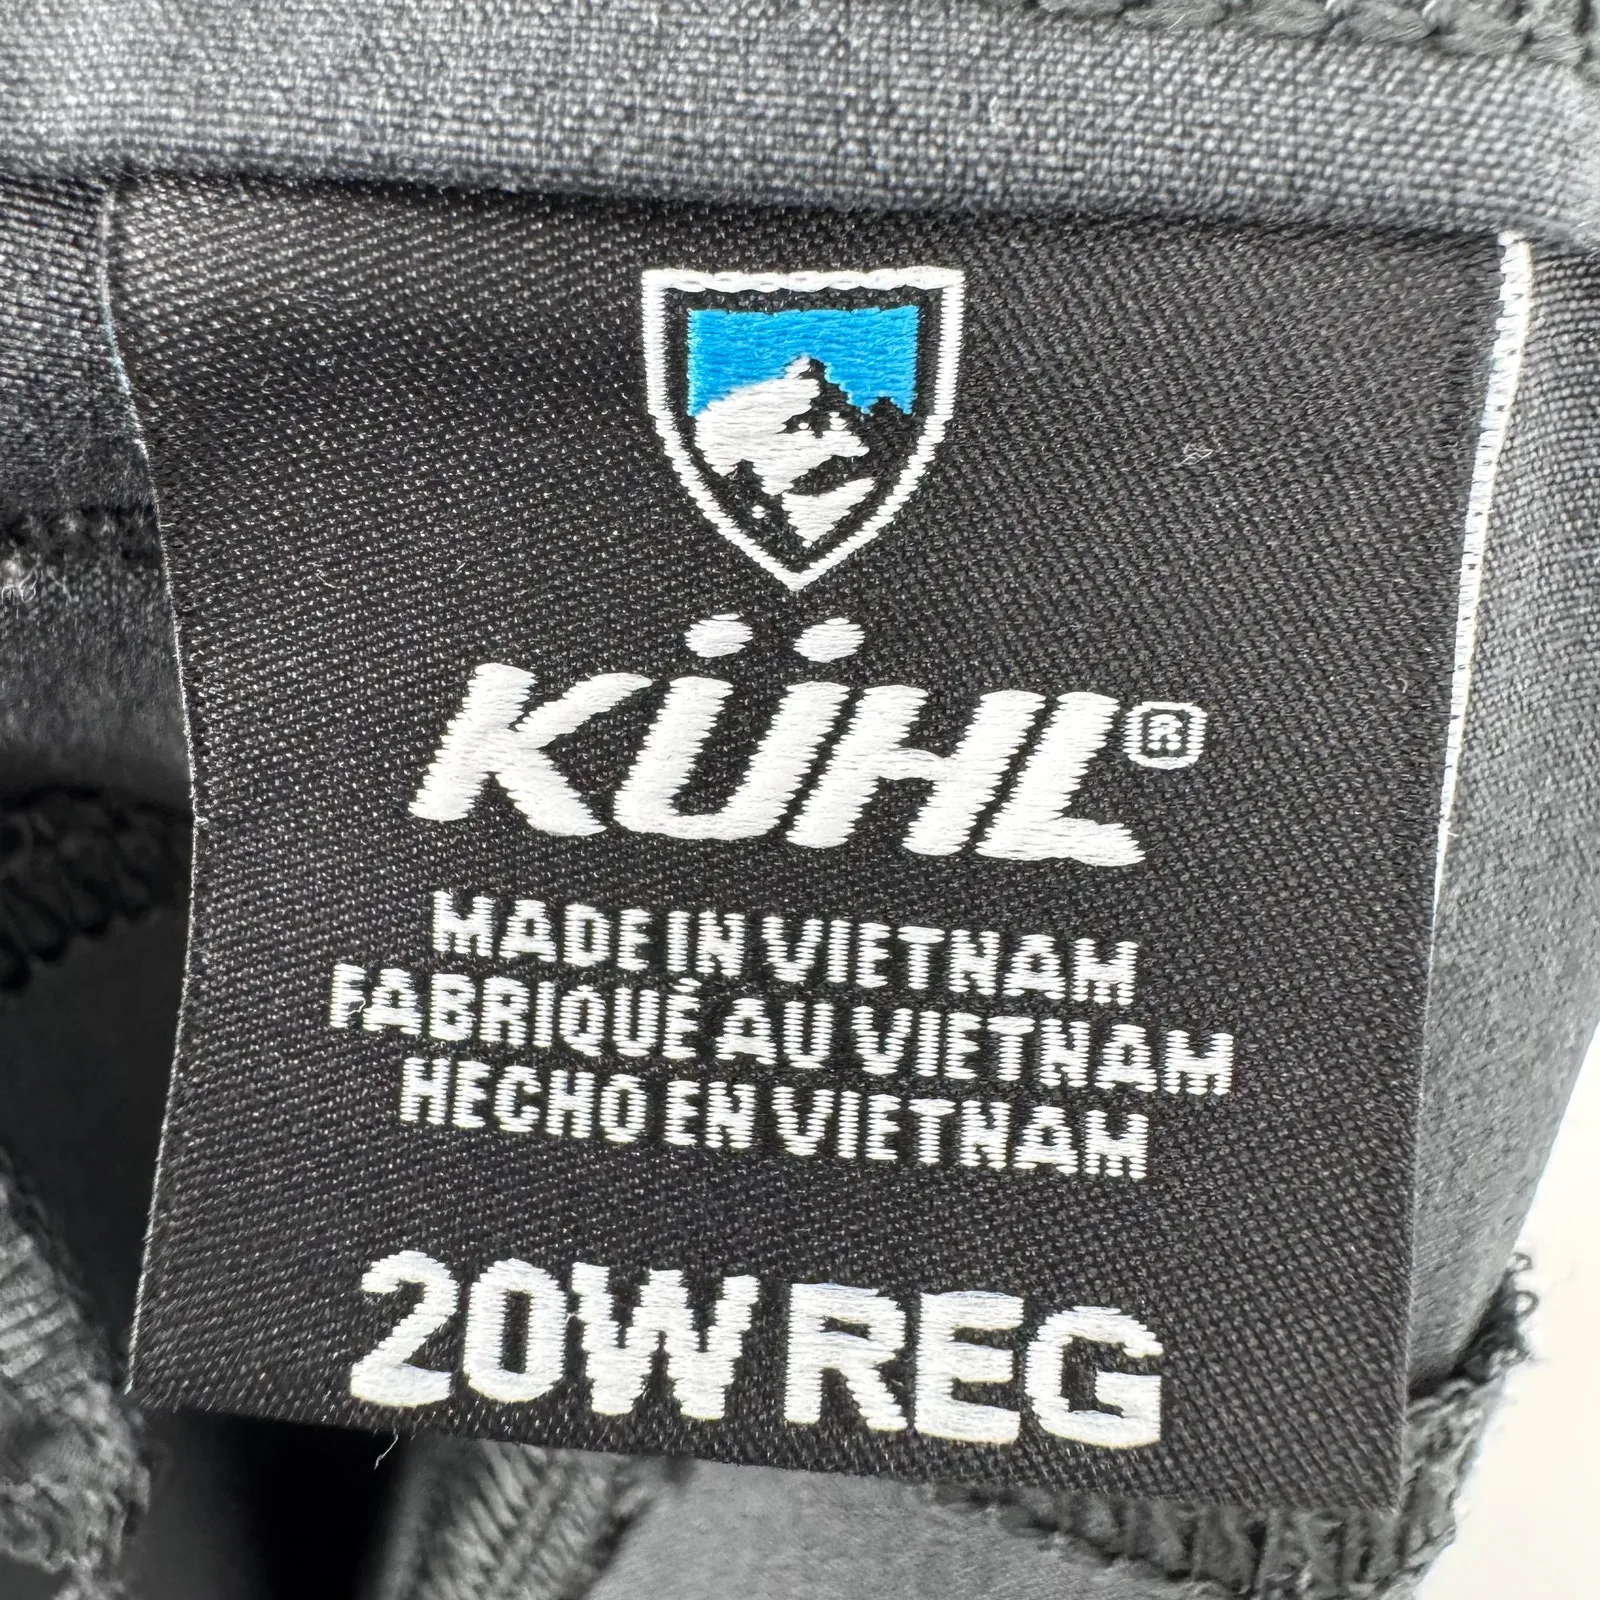 KÜHL®
MADE IN VIETNAM
FABRIQUÉ AU VIETNAM
HECHO EN VIETNAM
20W REG